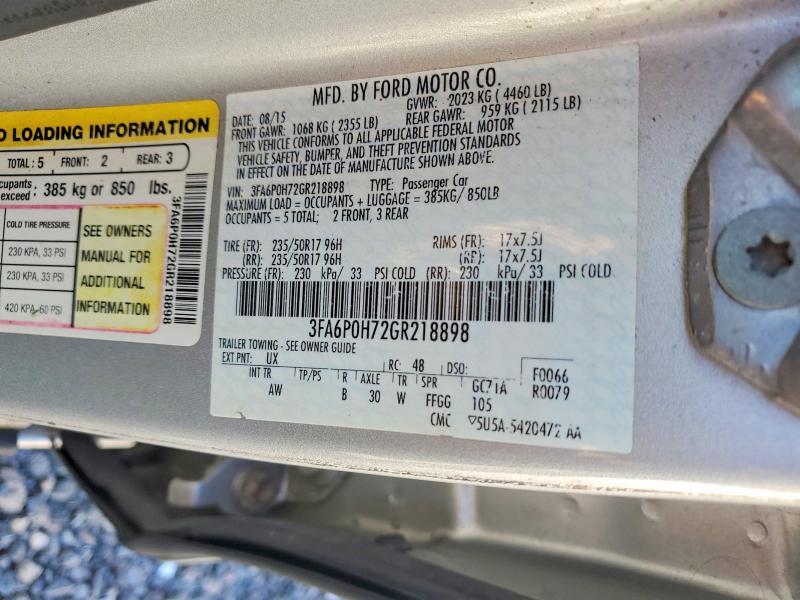 D LOADING INFORMATION
TOTAL: 5 FRONT: 2 REAR: 3
cupants
exceed: 385 kg or 850 lbs.
COLD TIRE PRESSURE
230 KPA, 33 PSI
230 KPA, 33 PSI
420 KPA, 60 PSI
SEE OWNERS
MANUAL FOR
ADDITIONAL
INFORMATION
3FA6P0H72GR218898
MFD. BY FORD MOTOR CO.
DATE: 08/15 GVWR: 2023 KG ( 4460 LB)
FRONT GAWR: 1068 KG ( 2355 LB) REAR GAWR: 959 KG ( 2115 LB)
THIS VEHICLE CONFORMS TO ALL APPLICABLE FEDERAL MOTOR
VEHICLE SAFETY, BUMPER, AND THEFT PREVENTION STANDARDS
IN EFFECT ON THE DATE OF MANUFACTURE SHOWN ABOVE.
VIN: 3FA6P0H72GR218898 TYPE: Passenger Car
MAXIMUM LOAD = OCCUPANTS + LUGGAGE = 385KG/ 850LB
OCCUPANTS = 5 TOTAL; 2 FRONT, 3 REAR
TIRE (FR): 235/50R17 96H RIMS (FR): 17x7.5J
(RR): 235/50R17 96H (RR): 17x7.5J
PRESSURE (FR): 230 kPa/ 33 PSI COLD (RR): 230 kPa/ 33 PSI COLD
3FA6P0H72GR218898
TRAILER TOWING - SEE OWNER GUIDE
EXT PNT: UX RC: 48 DSO: F0066
R0079
INT TR TP/PS R AXLE TR SPR GC71A
AW B 30 W FFGG 105
CMC ▽5U5A-5420472 AA